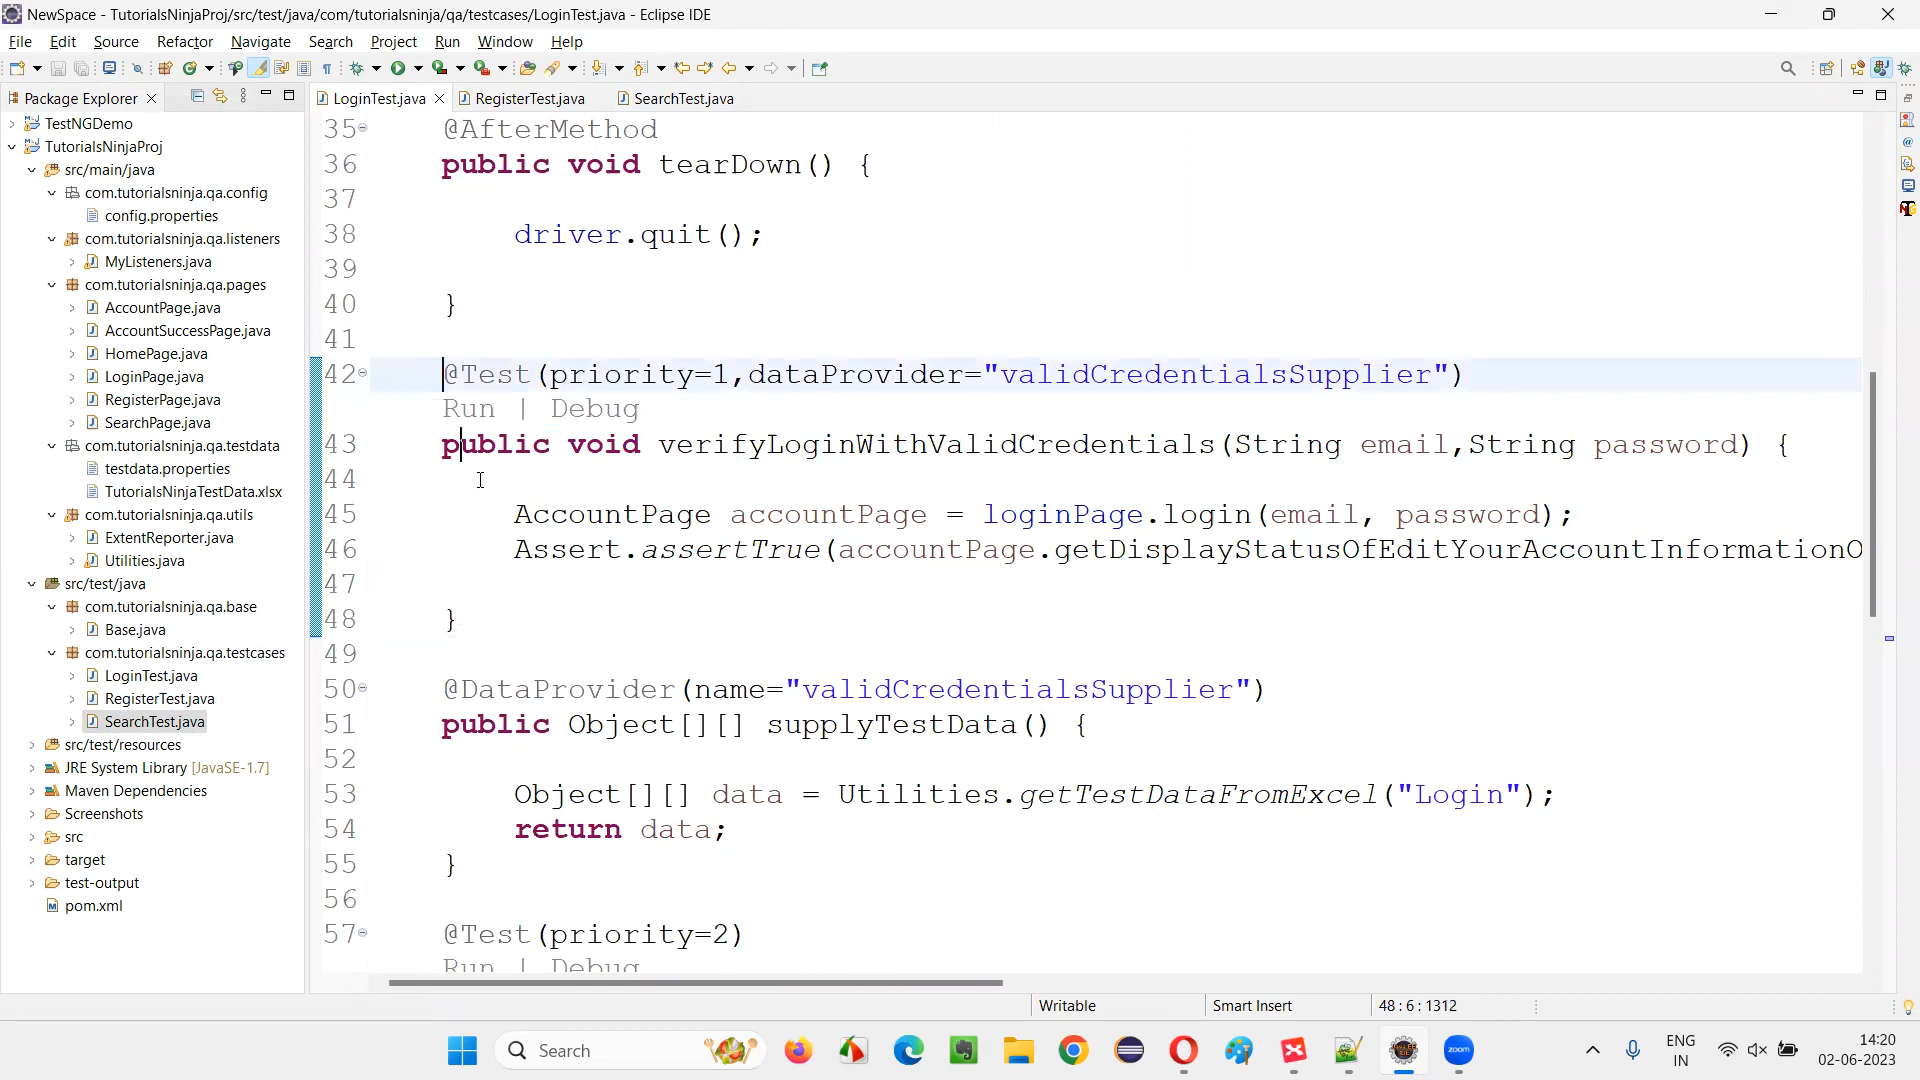 NewSpace - TutorialsNinjaProj/src/test/java/com/tutorialsninja/qa/testcases/LoginTest.java - Eclipse IDE
File Edit Source Refactor Navigate Search Project Run Window Help
Package Explorer
LoginTest.java RegisterTest.java SearchTest.java
TestNGDemo
TutorialsNinjaProj
src/main/java
com.tutorialsninja.qa.config
config.properties
com.tutorialsninja.qa.listeners
MyListeners.java
com.tutorialsninja.qa.pages
AccountPage.java
AccountSuccessPage.java
HomePage.java
LoginPage.java
RegisterPage.java
SearchPage.java
com.tutorialsninja.qa.testdata
testdata.properties
TutorialsNinjaTestData.xlsx
com.tutorialsninja.qa.utils
ExtentReporter.java
Utilities.java
src/test/java
com.tutorialsninja.qa.base
Base.java
com.tutorialsninja.qa.testcases
LoginTest.java
RegisterTest.java
SearchTest.java
src/test/resources
JRE System Library [JavaSE-1.7]
Maven Dependencies
Screenshots
src
target
test-output
pom.xml
35 @AfterMethod
36 public void tearDown() {
37
38 driver.quit();
39
40 }
41
42 @Test(priority=1,dataProvider="validCredentialsSupplier")
Run | Debug
43 public void verifyLoginWithValidCredentials(String email,String password) {
44
45 AccountPage accountPage = loginPage.login(email, password);
46 Assert.assertTrue(accountPage.getDisplayStatusOfEditYourAccountInformationO
47
48 }
49
50 @DataProvider(name="validCredentialsSupplier")
51 public Object[][] supplyTestData() {
52
53 Object[][] data = Utilities.getTestDataFromExcel("Login");
54 return data;
55 }
56
57 @Test(priority=2)
Run | Debug
Writable Smart Insert 48 : 6 : 1312
Search
zoom
ENG
IN
14:20
02-06-2023